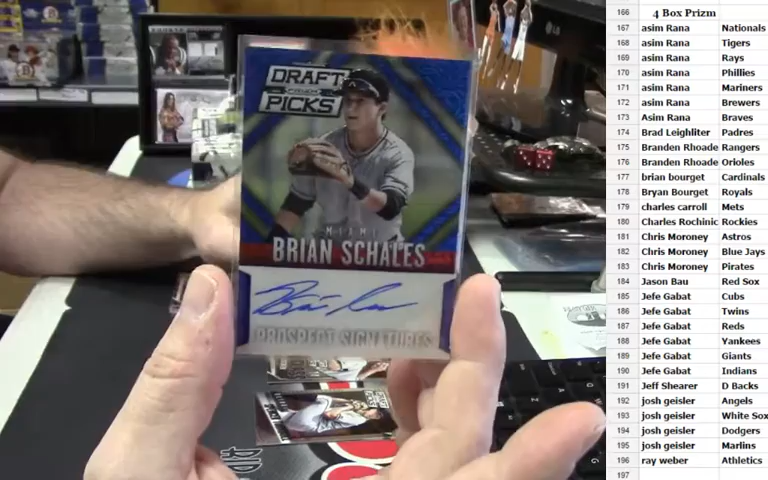 DRAFT
PICKS
MIAMI
BRIAN SCHALES
PROSPECT SIGNATURES
LG
166 4 Box Prizm
167 asim Rana Nationals
168 asim Rana Tigers
169 asim Rana Rays
170 asim Rana Phillies
171 asim Rana Mariners
172 asim Rana Brewers
173 Asim Rana Braves
174 Brad Leighliter Padres
175 Branden Rhoade Rangers
176 Branden Rhoade Orioles
177 brian bourget Cardinals
178 Bryan Bourget Royals
179 charles carroll Mets
180 Charles Rochinic Rockies
181 Chris Moroney Astros
182 Chris Moroney Blue Jays
183 Chris Moroney Pirates
184 Jason Bau Red Sox
185 Jefe Gabat Cubs
186 Jefe Gabat Twins
187 Jefe Gabat Reds
188 Jefe Gabat Yankees
189 Jefe Gabat Giants
190 Jefe Gabat Indians
191 Jeff Shearer D Backs
192 josh geisler Angels
193 josh geisler White Sox
194 josh geisler Dodgers
195 josh geisler Marlins
196 ray weber Athletics
197